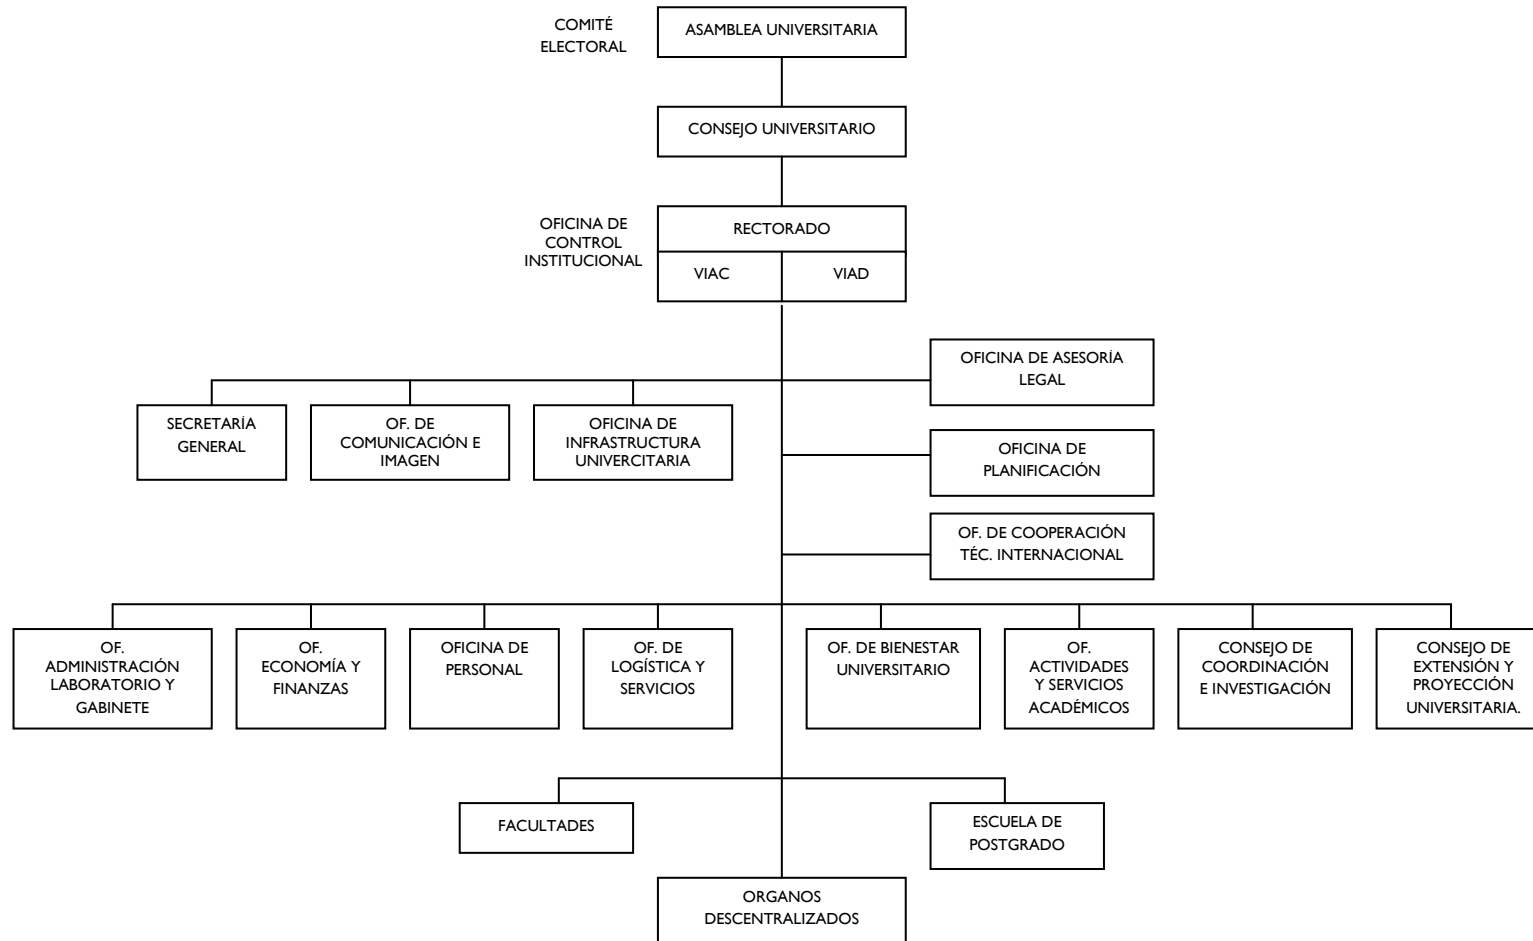 COMITÉ
ELECTORAL
ASAMBLEA UNIVERSITARIA
CONSEJO UNIVERSITARIO
OFICINA DE
CONTROL
INSTITUCIONAL
RECTORADO
VIAC
VIAD
OFICINA DE ASESORÍA
LEGAL
SECRETARÍA
GENERAL
OF. DE
COMUNICACIÓN E
IMAGEN
OFICINA DE
INFRASTRUCTURA
UNIVERCITARIA
OFICINA DE
PLANIFICACIÓN
OF. DE COOPERACIÓN
TÉC. INTERNACIONAL
OF.
ADMINISTRACIÓN
LABORATORIO Y
GABINETE
OF.
ECONOMÍA Y
FINANZAS
OFICINA DE
PERSONAL
OF. DE
LOGÍSTICA Y
SERVICIOS
OF. DE BIENESTAR
UNIVERSITARIO
OF.
ACTIVIDADES
Y SERVICIOS
ACADÉMICOS
CONSEJO DE
COORDINACIÓN
E INVESTIGACIÓN
CONSEJO DE
EXTENSIÓN Y
PROYECCIÓN
UNIVERSITARIA.
FACULTADES
ESCUELA DE
POSTGRADO
ORGANOS
DESCENTRALIZADOS